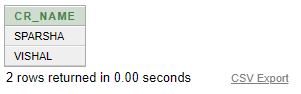 CR_NAME
SPARSHA
VISHAL
2 rows returned in 0.00 seconds CSV Export